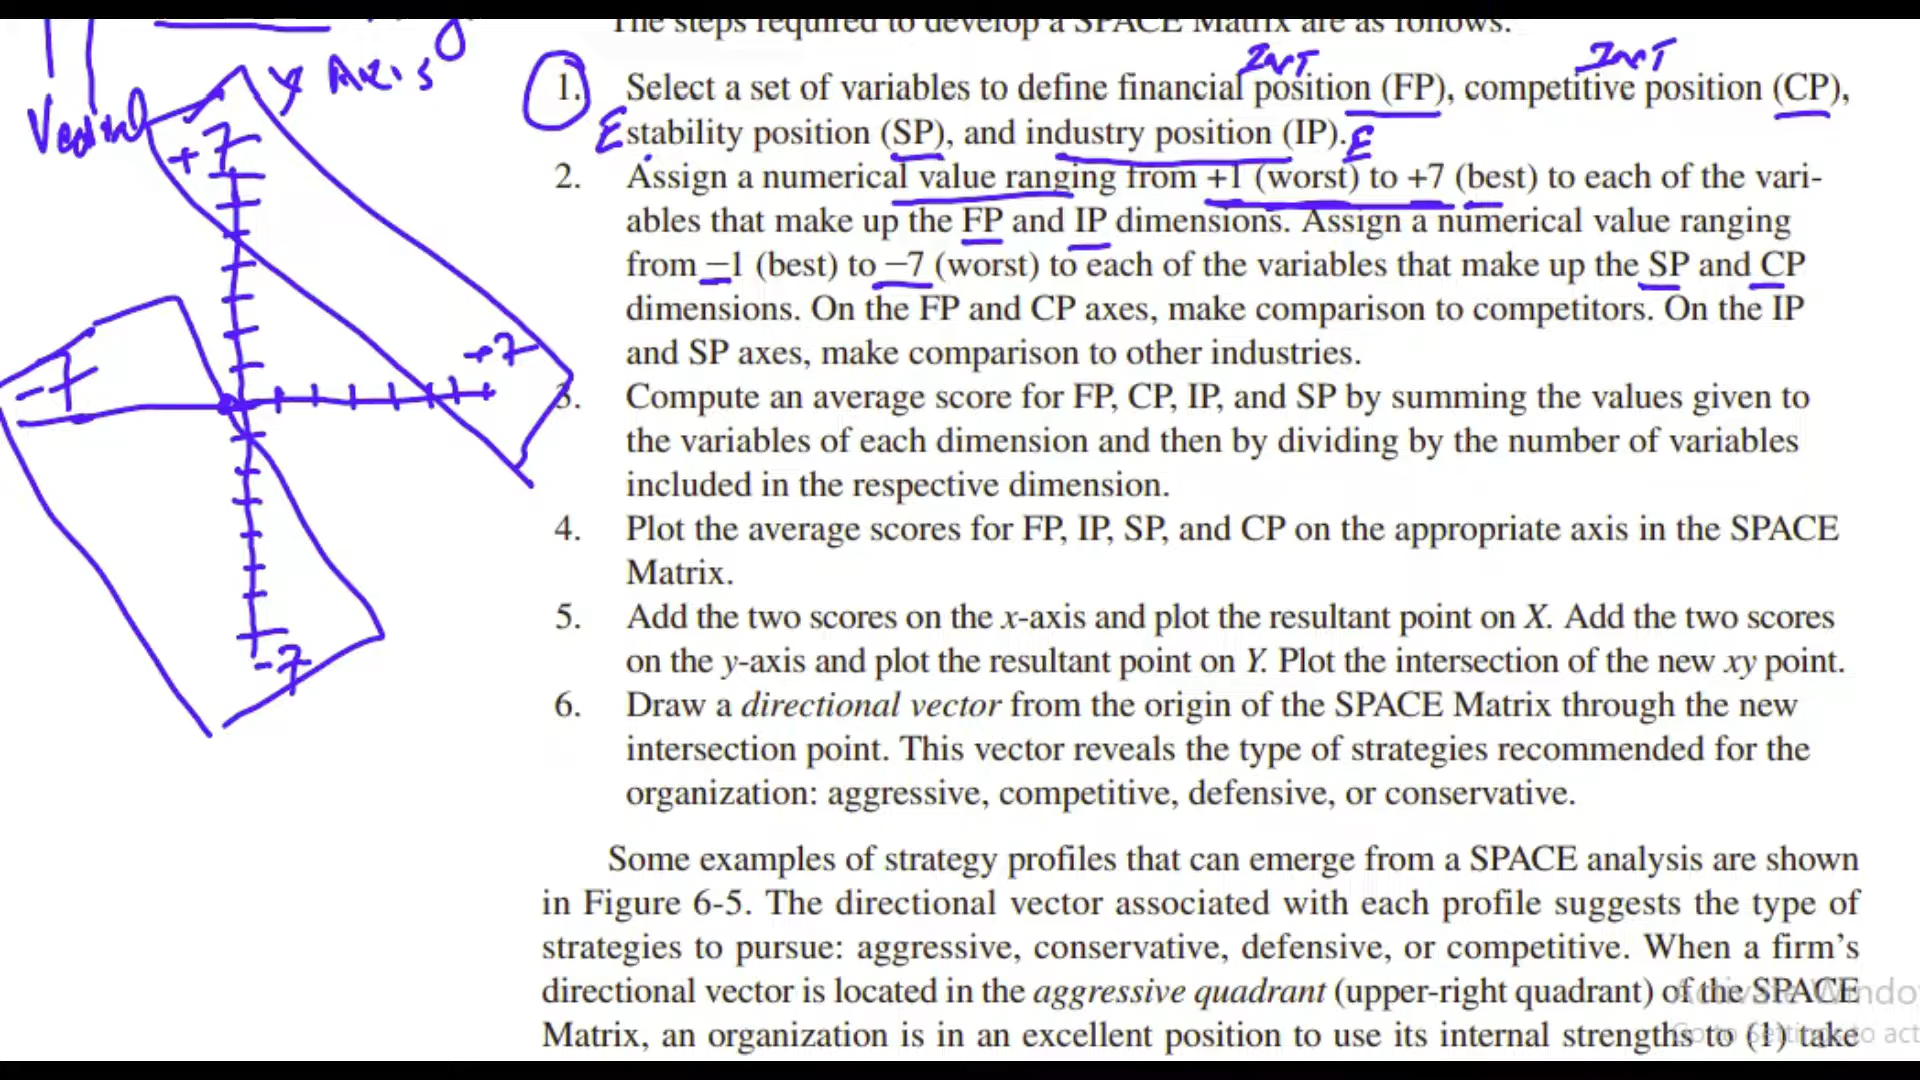 The steps required to develop a SPACE Matrix are as follows:
y Axis
Vertical
+7
-7
+7
-7
Int Int
1. Select a set of variables to define financial position (FP), competitive position (CP),
E stability position (SP), and industry position (IP). E
2. Assign a numerical value ranging from +1 (worst) to +7 (best) to each of the vari-
ables that make up the FP and IP dimensions. Assign a numerical value ranging
from −1 (best) to −7 (worst) to each of the variables that make up the SP and CP
dimensions. On the FP and CP axes, make comparison to competitors. On the IP
and SP axes, make comparison to other industries.
3. Compute an average score for FP, CP, IP, and SP by summing the values given to
the variables of each dimension and then by dividing by the number of variables
included in the respective dimension.
4. Plot the average scores for FP, IP, SP, and CP on the appropriate axis in the SPACE
Matrix.
5. Add the two scores on the x-axis and plot the resultant point on X. Add the two scores
on the y-axis and plot the resultant point on Y. Plot the intersection of the new xy point.
6. Draw a directional vector from the origin of the SPACE Matrix through the new
intersection point. This vector reveals the type of strategies recommended for the
organization: aggressive, competitive, defensive, or conservative.
Some examples of strategy profiles that can emerge from a SPACE analysis are shown
in Figure 6-5. The directional vector associated with each profile suggests the type of
strategies to pursue: aggressive, conservative, defensive, or competitive. When a firm’s
directional vector is located in the aggressive quadrant (upper-right quadrant) of the SPACE
Matrix, an organization is in an excellent position to use its internal strengths to (1) take
Activate Windo
Go to Settings to act